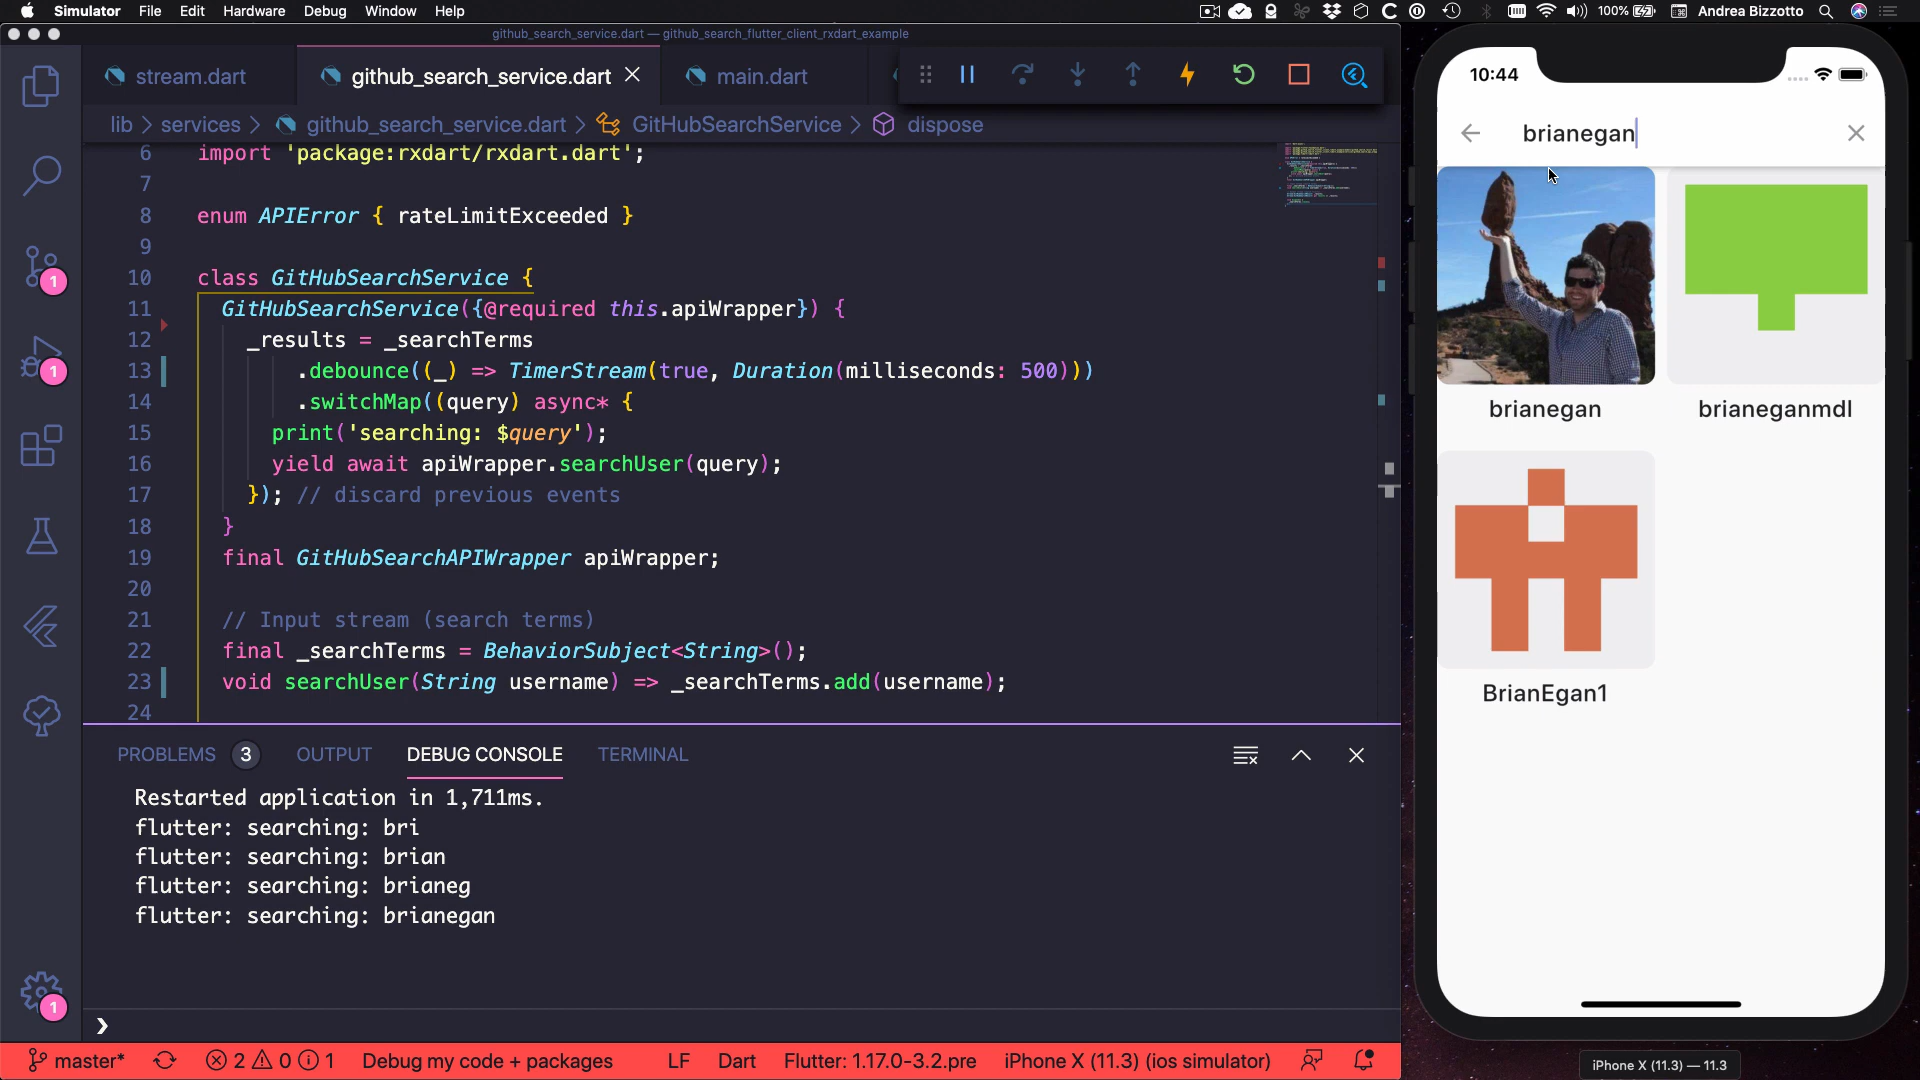 Simulator File Edit Hardware Debug Window Help 100% Andrea Bizzotto
github_search_service.dart — github_search_flutter_client_rxdart_example
stream.dart github_search_service.dart main.dart
lib > services > github_search_service.dart > GitHubSearchService > dispose
6 import 'package:rxdart/rxdart.dart';
7
8 enum APIError { rateLimitExceeded }
9
10 class GitHubSearchService {
11 GitHubSearchService({@required this.apiWrapper}) {
12 _results = _searchTerms
13 .debounce((_) => TimerStream(true, Duration(milliseconds: 500)))
14 .switchMap((query) async* {
15 print('searching: $query');
16 yield await apiWrapper.searchUser(query);
17 }); // discard previous events
18 }
19 final GitHubSearchAPIWrapper apiWrapper;
20
21 // Input stream (search terms)
22 final _searchTerms = BehaviorSubject<String>();
23 void searchUser(String username) => _searchTerms.add(username);
24
1
1
1
PROBLEMS 3 OUTPUT DEBUG CONSOLE TERMINAL
Restarted application in 1,711ms.
flutter: searching: bri
flutter: searching: brian
flutter: searching: brianeg
flutter: searching: brianegan
master* 2 0 1 Debug my code + packages LF Dart Flutter: 1.17.0-3.2.pre iPhone X (11.3) (ios simulator)
10:44
brianegan
brianegan brianeganmdl
BrianEgan1
iPhone X (11.3) — 11.3